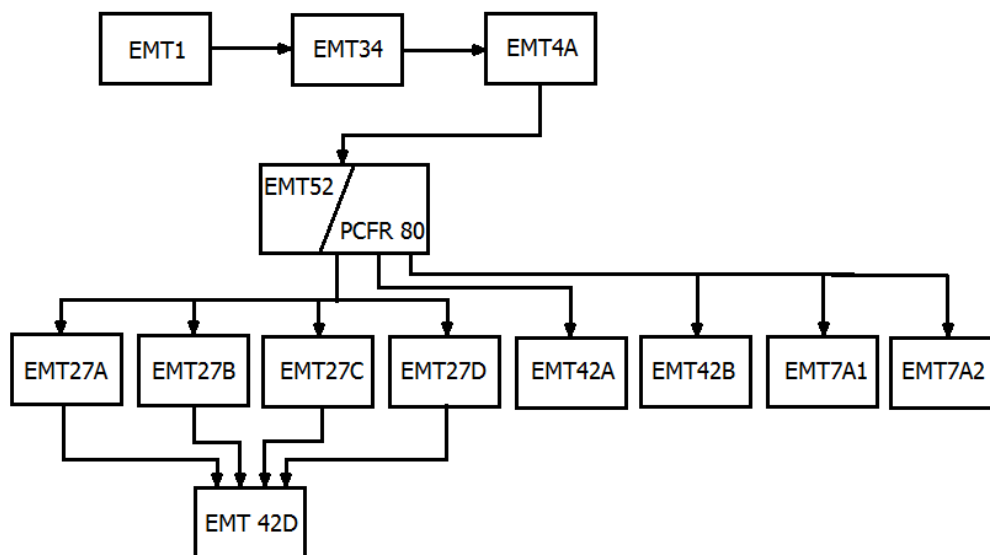 EMT1
EMT34
EMT4A
EMT52
PCFR 80
EMT27A
EMT27B
EMT27C
EMT27D
EMT42A
EMT42B
EMT7A1
EMT7A2
EMT 42D